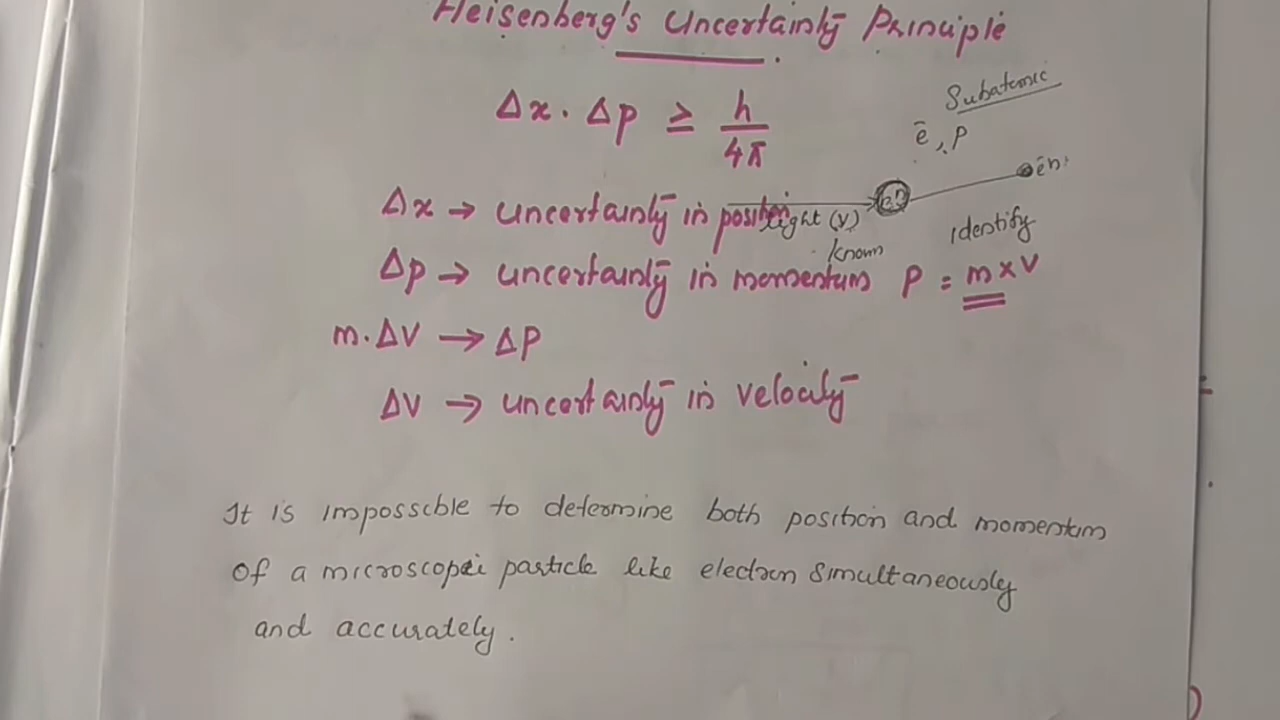 Heisenberg's Uncertainty Principle
Δx. Δp ≥ h/4π
Subatomic
ē, P
ēn:
Δx → uncertainty in position
light (ν)
known
Identify
Δp → uncertainty in momentum P = m×v
m.ΔV → ΔP
ΔV → uncertainty in velocity
It is impossible to determine both position and momentum
of a microscopic particle like electron simultaneously
and accurately.